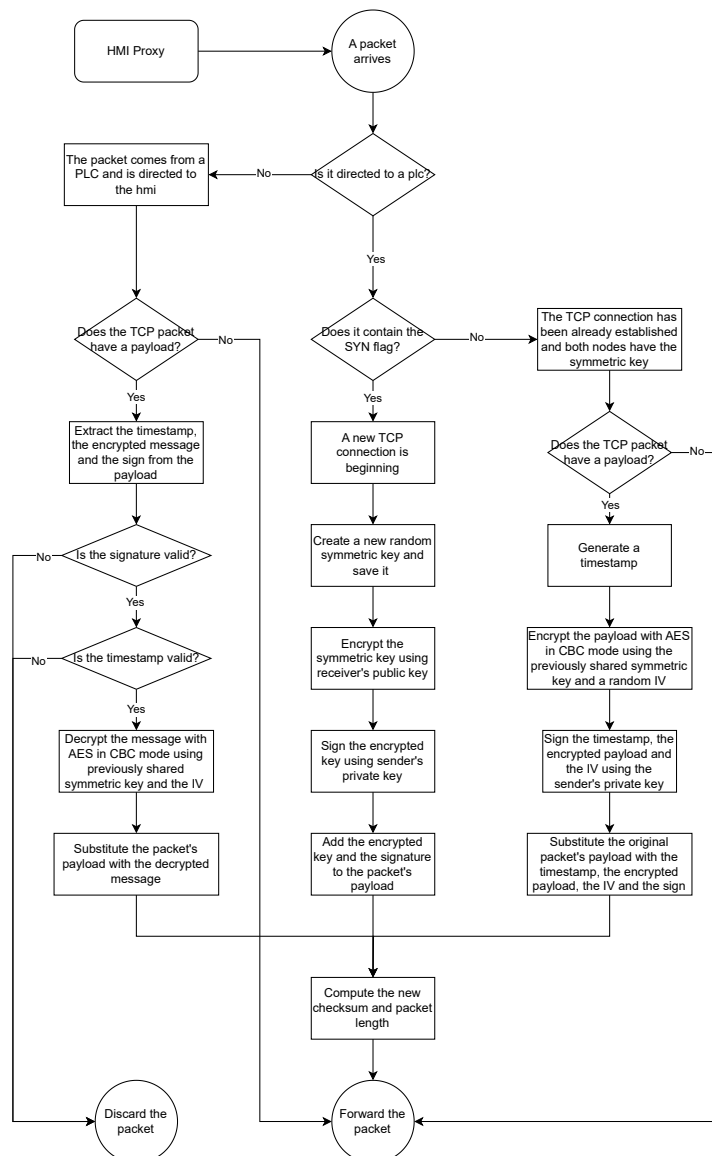 HMI Proxy
A packet
arrives
The packet comes from a
PLC and is directed to
the hmi
No
Is it directed to a plc?
Yes
Does the TCP packet
have a payload?
No
Does it contain the
SYN flag?
No
The TCP connection has
been already established
and both nodes have the
symmetric key
Yes
Yes
Extract the timestamp,
the encrypted message
and the sign from the
payload
A new TCP
connection is
beginning
Does the TCP packet
have a payload?
No
Yes
No
Is the signature valid?
Create a new random
symmetric key and
save it
Generate a
timestamp
Yes
No
Is the timestamp valid?
Encrypt the
symmetric key using
receiver's public key
Encrypt the payload with AES
in CBC mode using the
previously shared symmetric
key and a random IV
Yes
Decrypt the message with
AES in CBC mode using
previously shared
symmetric key and the IV
Sign the encrypted
key using sender's
private key
Sign the timestamp, the
encrypted payload and
the IV using the
sender's private key
Substitute the packet's
payload with the decrypted
message
Add the encrypted
key and the signature
to the packet's
payload
Substitute the original
packet's payload with the
timestamp, the encrypted
payload, the IV and the sign
Compute the new
checksum and packet
length
Discard the
packet
Forward the
packet